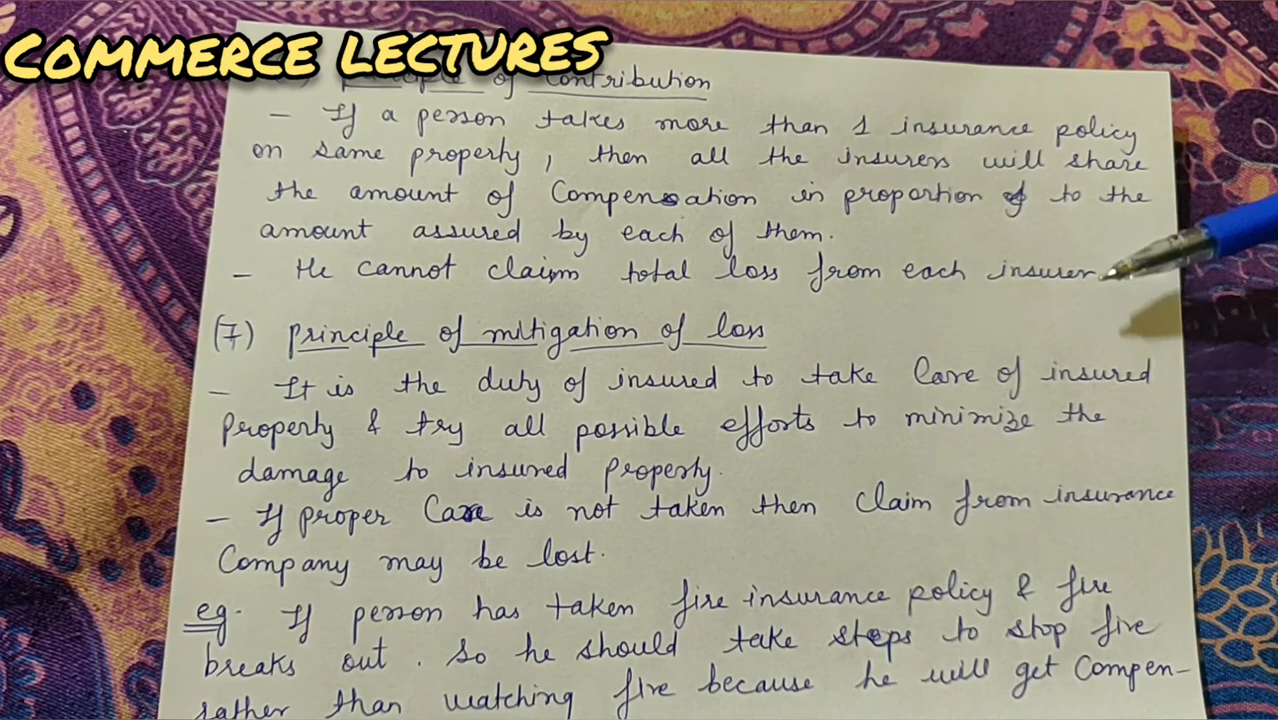 COMMERCE LECTURES
Principle of Contribution
- If a person takes more than 1 insurance policy
on same property, then all the insurers will share
the amount of Compensation in proportion to the
amount assured by each of them.
- He cannot claim total loss from each insurer
(7) Principle of mitigation of loss
- It is the duty of insured to take Care of insured
Property & try all possible efforts to minimize the
damage to insured Property.
- If proper Care is not taken then Claim from insurance
Company may be lost.
eg. If person has taken fire insurance policy & fire
breaks out. So he should take steps to stop fire
rather than watching fire because he will get Compen-